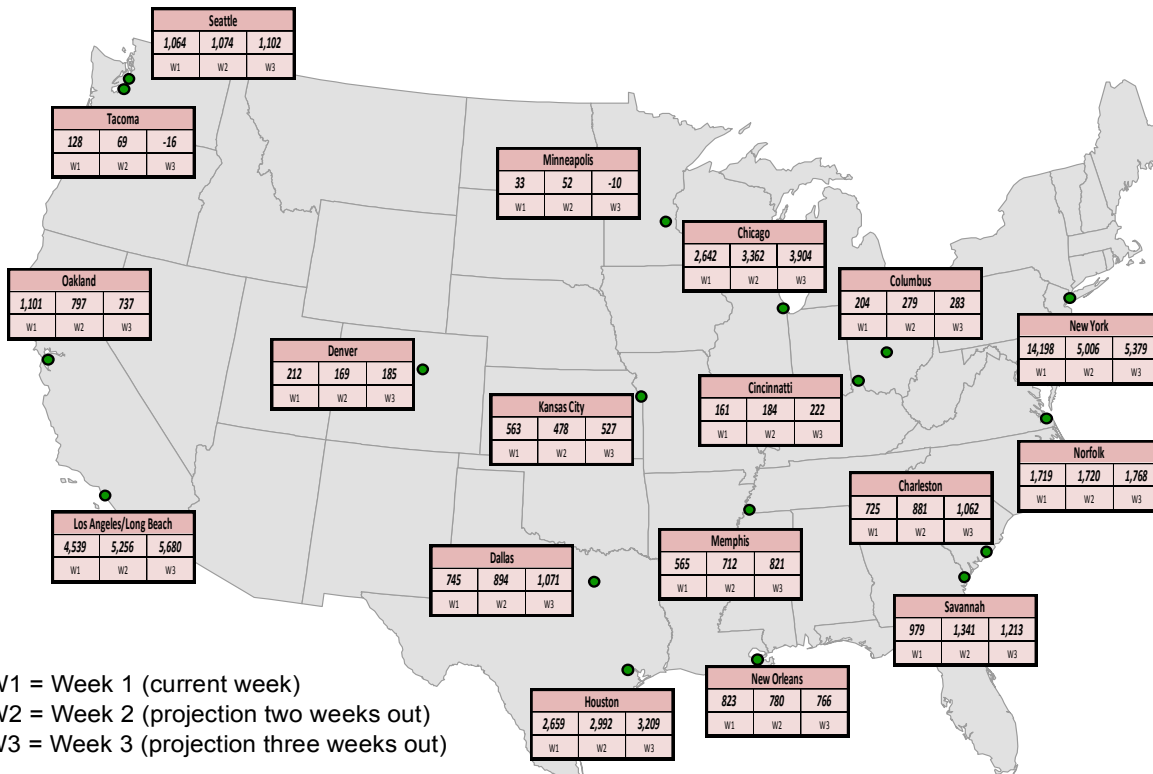 Seattle
1,064 1,074 1,102
W1 W2 W3
Tacoma
128 69 -16
W1 W2 W3
Minneapolis
33 52 -10
W1 W2 W3
Chicago
2,642 3,362 3,904
W1 W2 W3
Oakland
1,101 797 737
W1 W2 W3
Columbus
204 279 283
W1 W2 W3
New York
14,198 5,006 5,379
W1 W2 W3
Denver
212 169 185
W1 W2 W3
Cincinnatti
161 184 222
W1 W2 W3
Kansas City
563 478 527
W1 W2 W3
Norfolk
1,719 1,720 1,768
W1 W2 W3
Charleston
725 881 1,062
W1 W2 W3
Los Angeles/Long Beach
4,539 5,256 5,680
W1 W2 W3
Memphis
565 712 821
W1 W2 W3
Dallas
745 894 1,071
W1 W2 W3
Savannah
979 1,341 1,213
W1 W2 W3
New Orleans
823 780 766
W1 W2 W3
Houston
2,659 2,992 3,209
W1 W2 W3
W1 = Week 1 (current week)
W2 = Week 2 (projection two weeks out)
W3 = Week 3 (projection three weeks out)